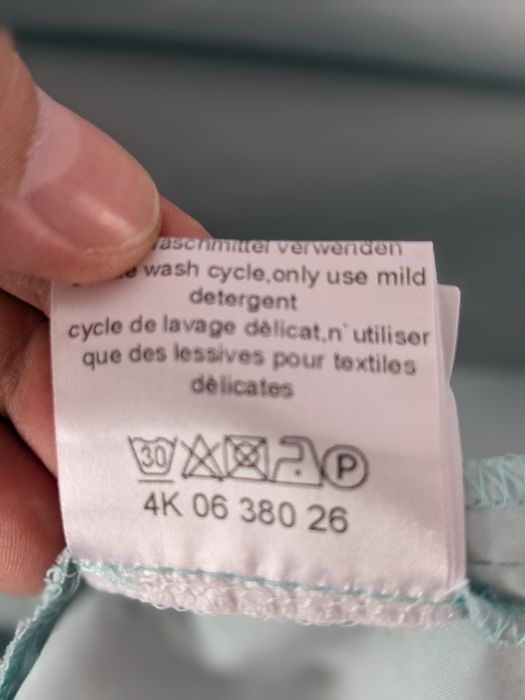 verwenden
wash cycle,only use mild
detergent
cycle de lavage dèlicat,n`utiliser
que des lessives pour textiles
dèlicates
30 P
4K 06 380 26